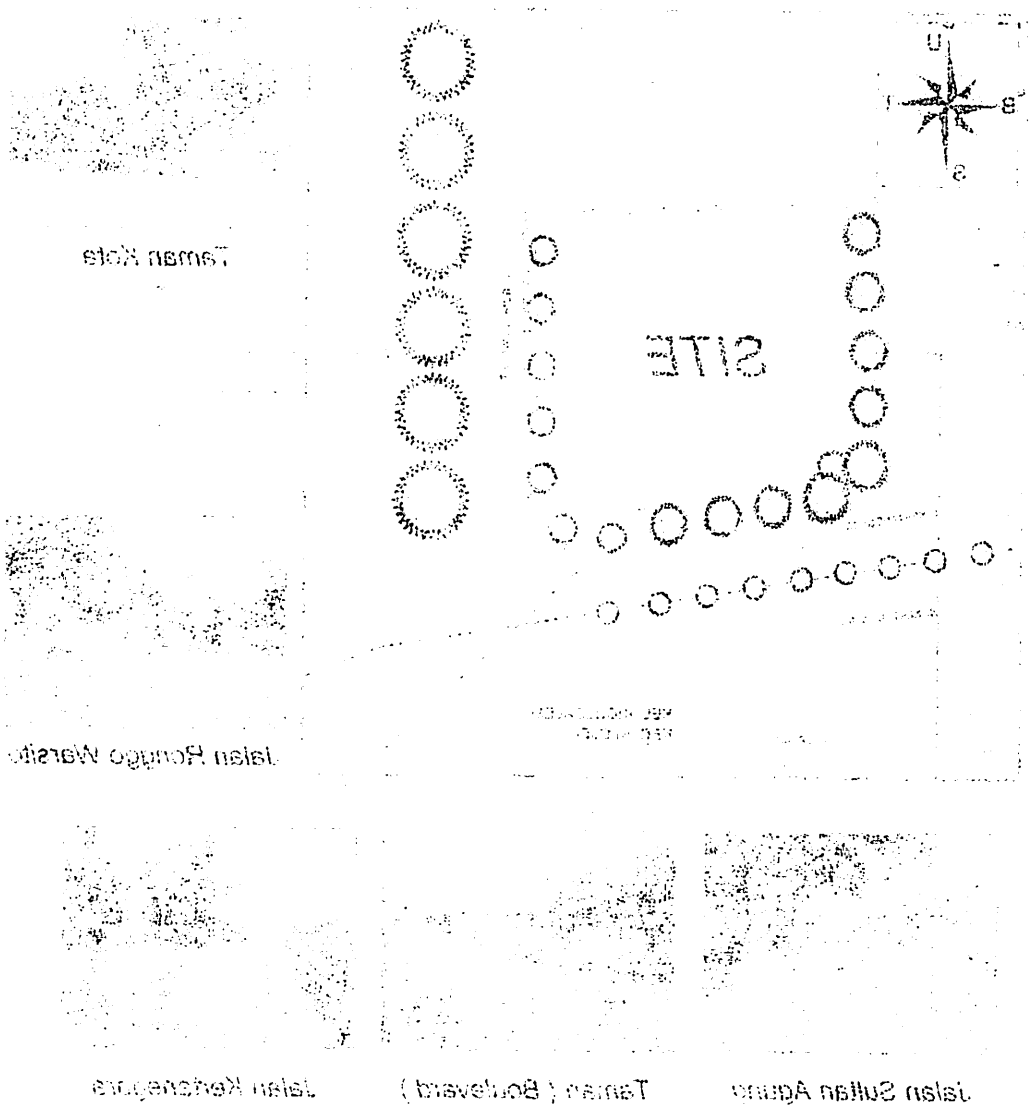 U
T
B
S
Taman Kota
SITE
Jalan Ronggo Warsito
Jalan Kertanegara
Taman ( Boulevard )
Jalan Sultan Agung